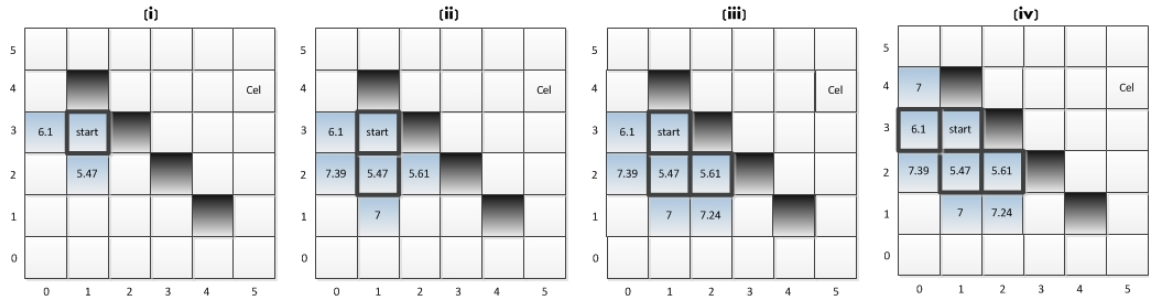 (i) (ii) (iii) (iv)
5 5 5 5
4 Cel 4 Cel 4 Cel 4 7 Cel
3 6.1 start 3 6.1 start 3 6.1 start 3 6.1 start
2 5.47 2 7.39 5.47 5.61 2 7.39 5.47 5.61 2 7.39 5.47 5.61
1 1 7 1 7 7.24 1 7 7.24
0 0 0 0
0 1 2 3 4 5 0 1 2 3 4 5 0 1 2 3 4 5 0 1 2 3 4 5